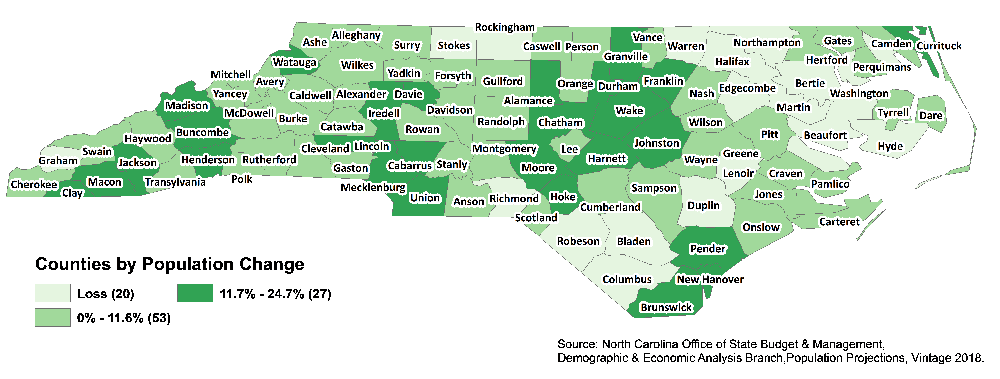 Rockingham
Alleghany
Ashe
Surry
Stokes
Caswell
Person
Vance
Granville
Warren
Northampton
Gates
Camden
Currituck
Watauga
Wilkes
Halifax
Hertford
Perquimans
Mitchell
Avery
Yadkin
Forsyth
Guilford
Orange
Durham
Franklin
Nash
Edgecombe
Bertie
Washington
Yancey
Caldwell
Alexander
Davie
Alamance
Madison
McDowell
Burke
Iredell
Davidson
Wake
Martin
Tyrrell
Dare
Catawba
Rowan
Randolph
Chatham
Wilson
Pitt
Beaufort
Hyde
Buncombe
Haywood
Swain
Graham
Jackson
Henderson
Rutherford
Cleveland
Lincoln
Gaston
Cabarrus
Stanly
Montgomery
Lee
Moore
Harnett
Johnston
Wayne
Greene
Lenoir
Craven
Pamlico
Cherokee
Clay
Macon
Transylvania
Polk
Mecklenburg
Union
Anson
Richmond
Hoke
Scotland
Cumberland
Sampson
Duplin
Jones
Onslow
Carteret
Robeson
Bladen
Pender
Columbus
New Hanover
Brunswick
Counties by Population Change
Loss (20)
11.7% - 24.7% (27)
0% - 11.6% (53)
Source: North Carolina Office of State Budget & Management,
Demographic & Economic Analysis Branch,Population Projections, Vintage 2018.